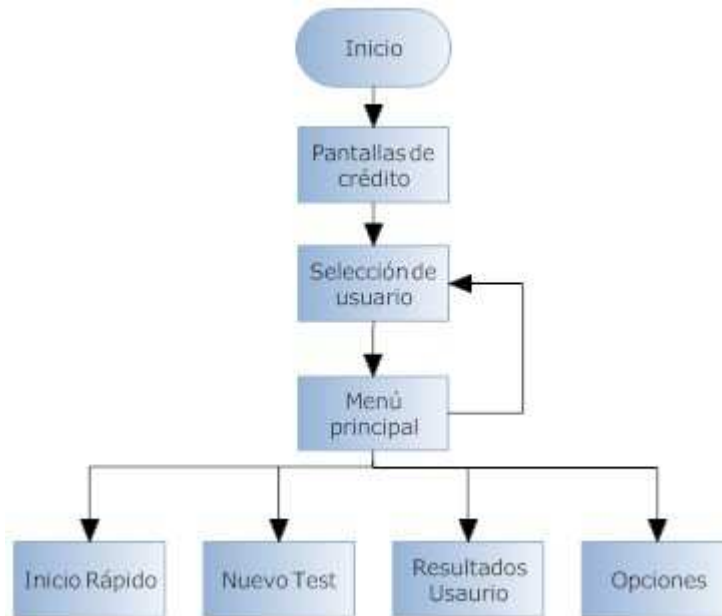 Inicio
Pantallas de
crédito
Selección de
usuario
Menú
principal
Inicio Rápido
Nuevo Test
Resultados
Usaurio
Opciones